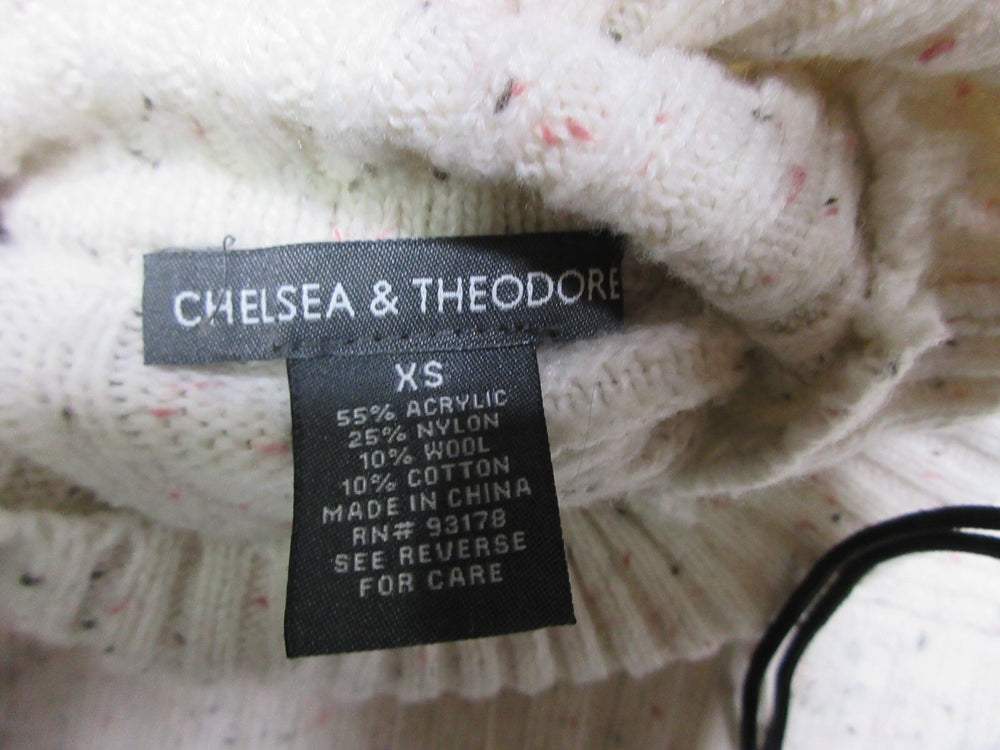 CHELSEA & THEODORE
XS
55% ACRYLIC
25% NYLON
10% WOOL
10% COTTON
MADE IN CHINA
RN# 93178
SEE REVERSE
FOR CARE